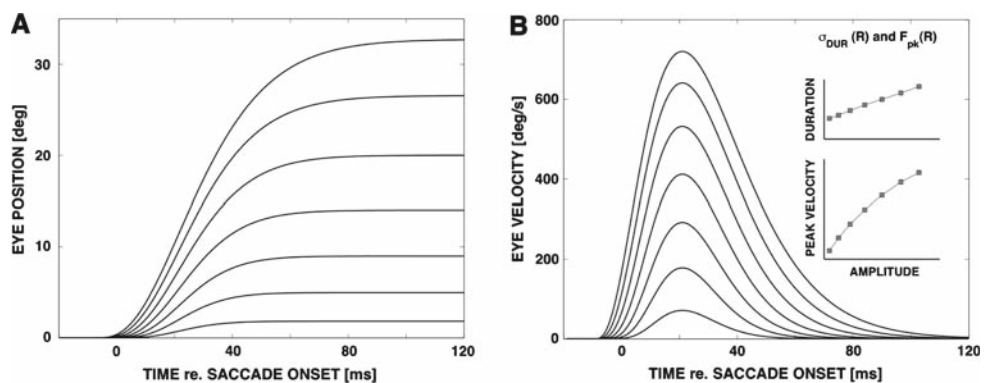 A
EYE POSITION [deg]
30
20
10
0
0 40 80 120
TIME re. SACCADE ONSET [ms]
B
EYE VELOCITY [deg/s]
800
600
400
200
0
0 40 80 120
TIME re. SACCADE ONSET [ms]
σDUR (R) and Fpk(R)
DURATION
PEAK VELOCITY
AMPLITUDE